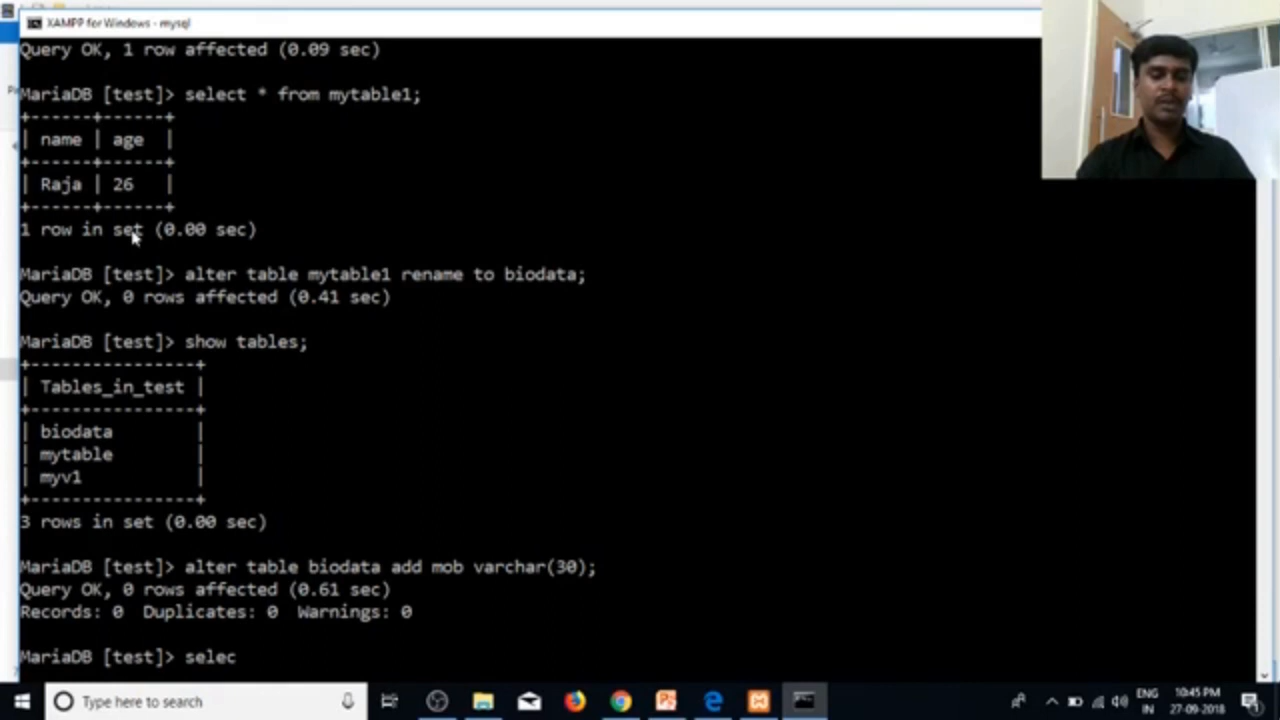 XAMPP for Windows - mysql
Query OK, 1 row affected (0.09 sec)
MariaDB [test]> select * from mytable1;
+------+------+
| name | age  |
+------+------+
| Raja | 26   |
+------+------+
1 row in set (0.00 sec)
MariaDB [test]> alter table mytable1 rename to biodata;
Query OK, 0 rows affected (0.41 sec)
MariaDB [test]> show tables;
+----------------+
| Tables_in_test |
+----------------+
| biodata        |
| mytable        |
| myv1           |
+----------------+
3 rows in set (0.00 sec)
MariaDB [test]> alter table biodata add mob varchar(30);
Query OK, 0 rows affected (0.61 sec)
Records: 0  Duplicates: 0  Warnings: 0
MariaDB [test]> selec
Type here to search
ENG
IN
10:45 PM
27-09-2018